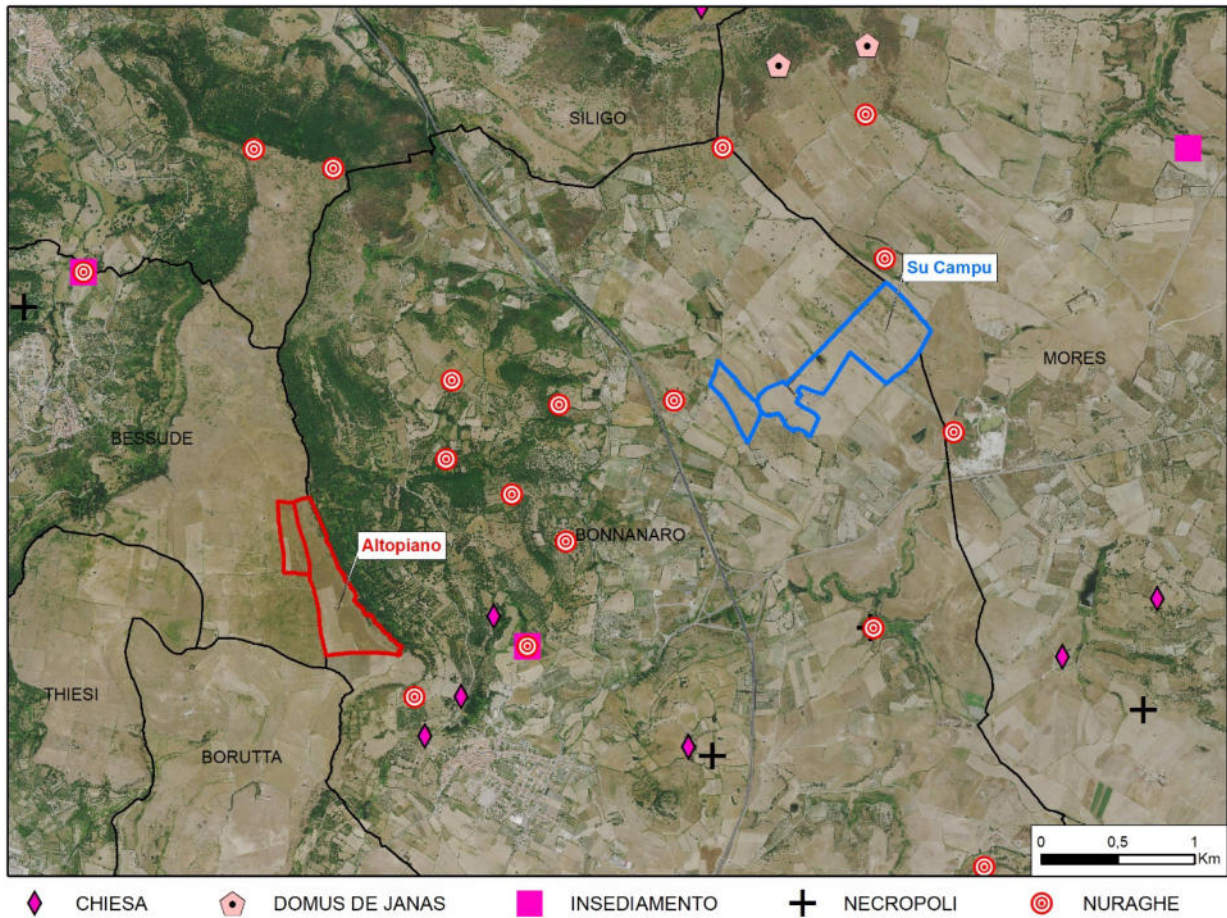 SILIGO
Su Campu
MORES
BESSUDE
BONNANARO
Altopiano
THIESI
BORUTTA
0 0,5 1
Km
CHIESA DOMUS DE JANAS INSEDIAMENTO NECROPOLI NURAGHE